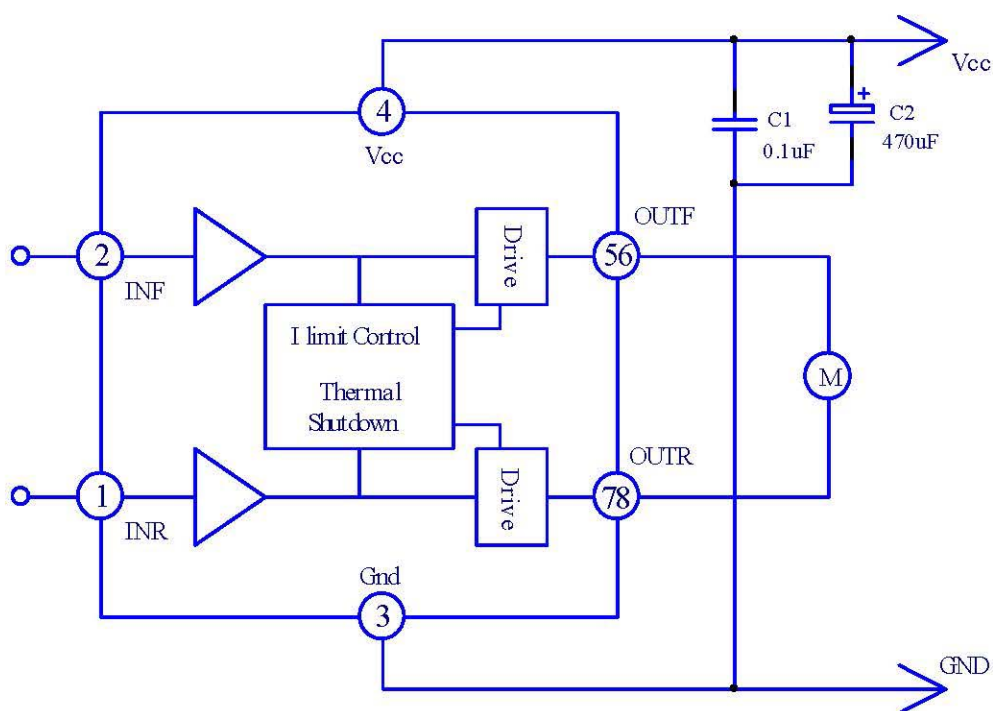 Vcc
4
Vcc
C1
0.1uF
+
C2
470uF
OUTF
2
INF
Drive
56
I limit Control
Thermal
Shutdown
M
OUTR
1
INR
Drive
78
Gnd
3
GND